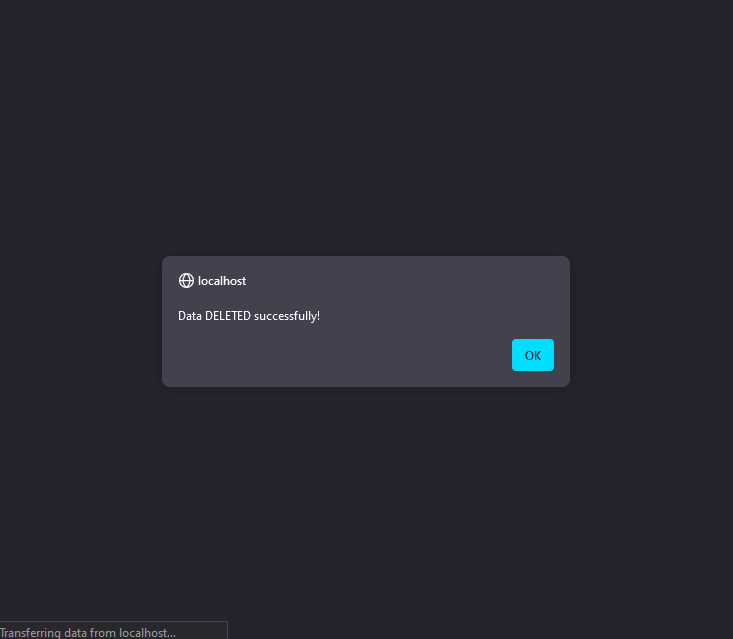 localhost
Data DELETED successfully!
OK
Transferring data from localhost...